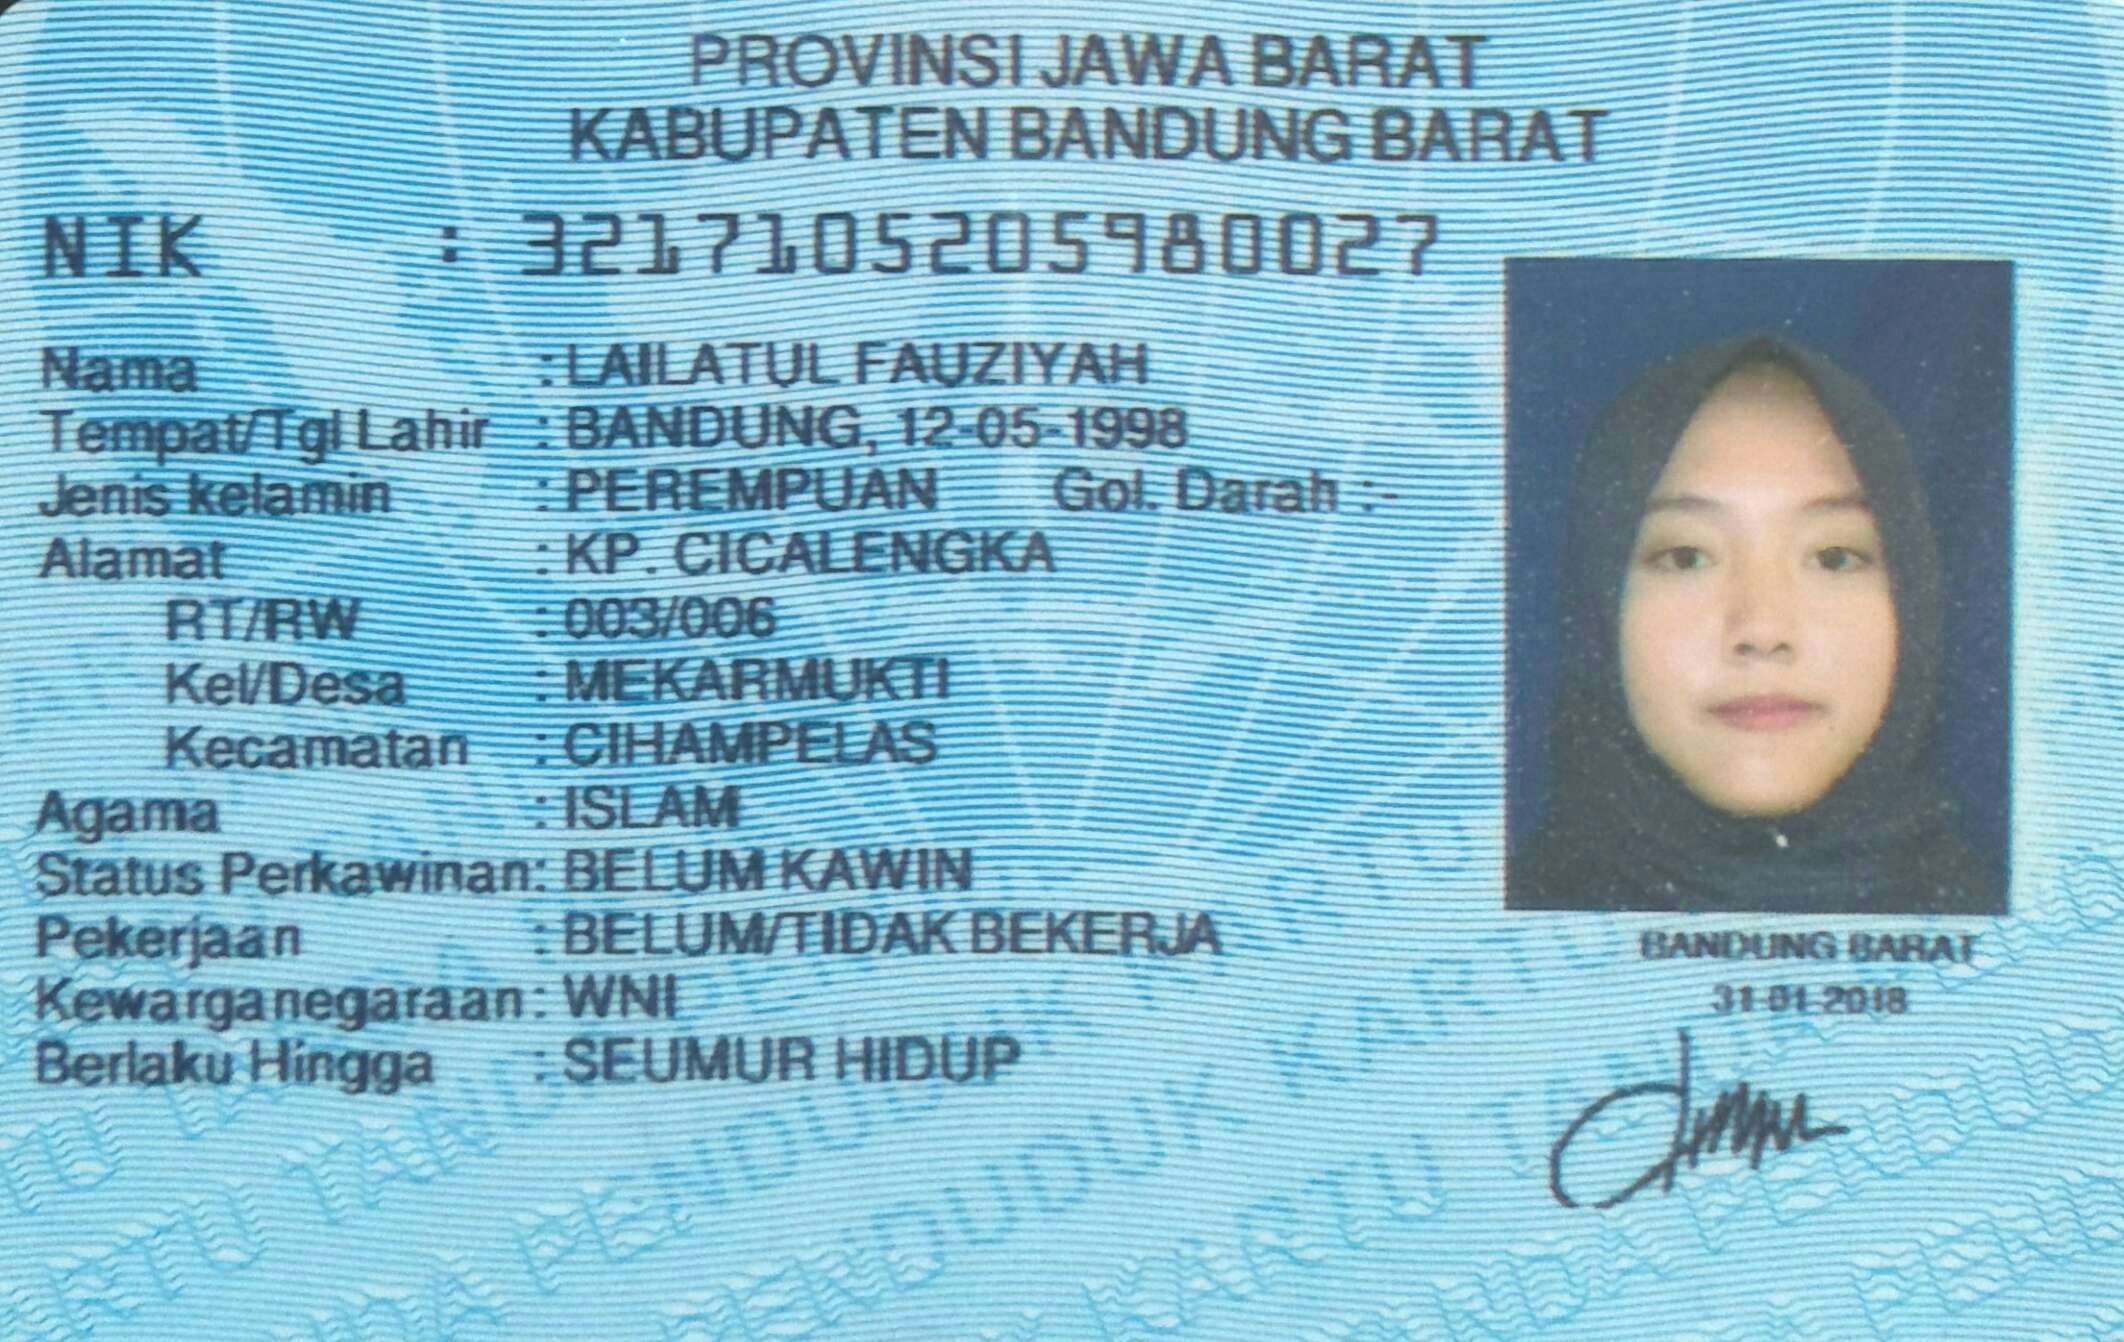 PROVINSI JAWA BARAT
KABUPATEN BANDUNG BARAT
NIK : 3217105205980027
Nama : LAILATUL FAUZIYAH
Tempat/Tgl Lahir : BANDUNG, 12-05-1998
Jenis kelamin : PEREMPUAN Gol. Darah :-
Alamat : KP. CICALENGKA
RT/RW : 003/006
Kel/Desa : MEKARMUKTI
Kecamatan : CIHAMPELAS
Agama : ISLAM
Status Perkawinan: BELUM KAWIN
Pekerjaan : BELUM/TIDAK BEKERJA
Kewarganegaraan: WNI
Berlaku Hingga : SEUMUR HIDUP
BANDUNG BARAT
31-01-2018